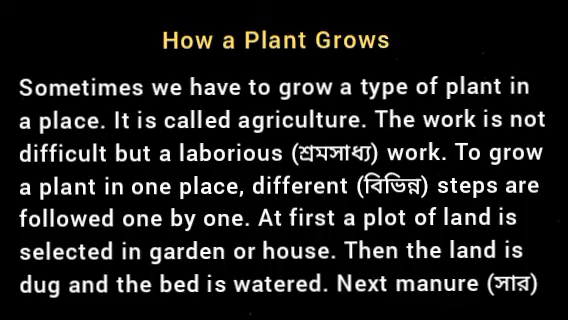 How a Plant Grows
Sometimes we have to grow a type of plant in
a place. It is called agriculture. The work is not
difficult but a laborious (শ্রমসাধ্য) work. To grow
a plant in one place, different (বিভিন্ন) steps are
followed one by one. At first a plot of land is
selected in garden or house. Then the land is
dug and the bed is watered. Next manure (সার)